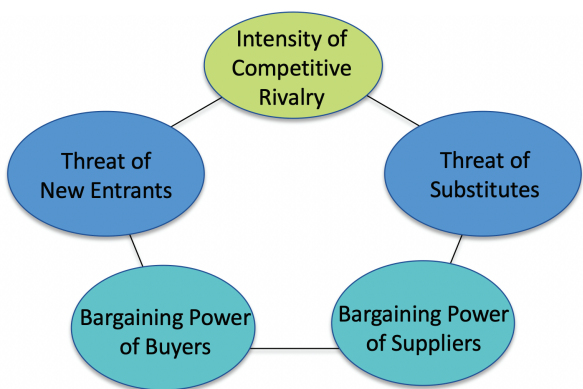 Intensity of
Competitive
Rivalry
Threat of
New Entrants
Threat of
Substitutes
Bargaining Power
of Buyers
Bargaining Power
of Suppliers